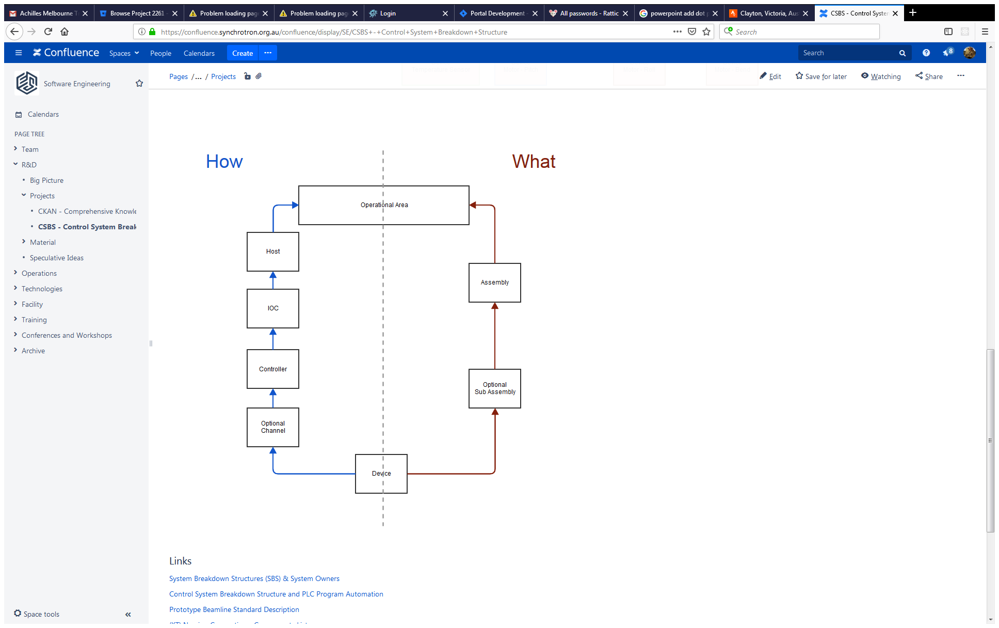 Achilles Melbourne T
Browse Project 2261 -
Problem loading pag
Problem loading pag
Login
Portal Development -
All passwords - Rattic
powerpoint add dot p
Clayton, Victoria, Aus
CSBS - Control System
https://confluence.synchrotron.org.au/confluence/display/SE/CSBS+-+Control+System+Breakdown+Structure
Search
Confluence
Spaces
People
Calendars
Create
Search
8
Software Engineering
Pages / ... / Projects
Edit
Save for later
Watching
Share
Calendars
PAGE TREE
Team
R&D
Big Picture
Projects
CKAN - Comprehensive Knowle
CSBS - Control System Break
Material
Speculative Ideas
Operations
Technologies
Facility
Training
Conferences and Workshops
Archive
Space tools
How
What
Operational Area
Host
IOC
Controller
Optional
Channel
Device
Assembly
Optional
Sub Assembly
Links
System Breakdown Structures (SBS) & System Owners
Control System Breakdown Structure and PLC Program Automation
Prototype Beamline Standard Description